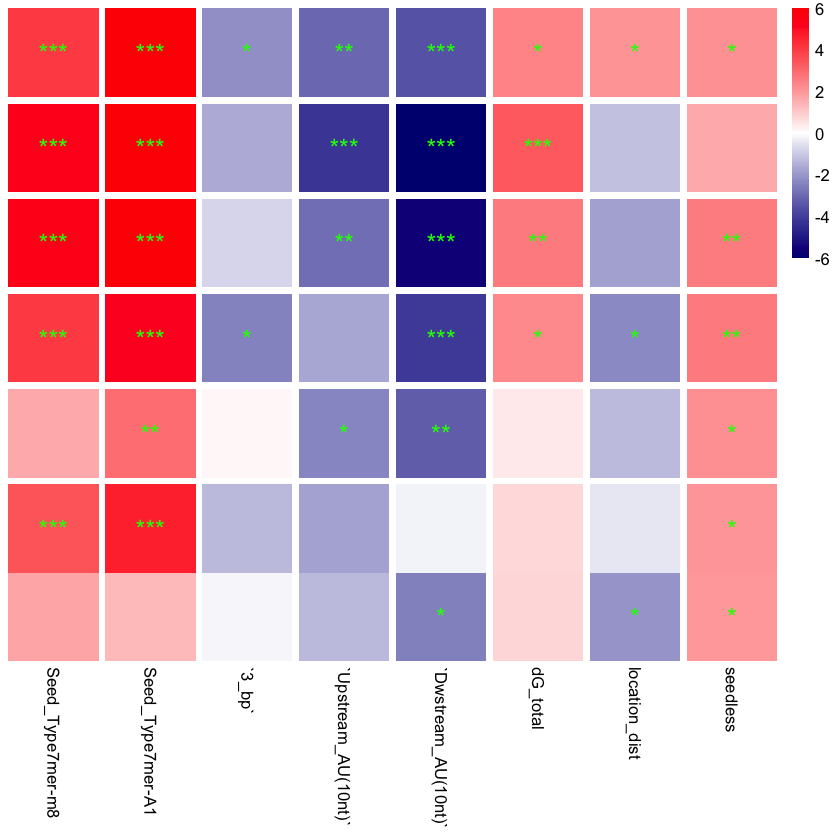 *** *** * ** *** * * *
*** *** *** *** ***
*** *** ** *** ** **
*** *** * *** * * **
** * ** *
*** *** *
* * *
6
4
2
0
-2
-4
-6
Seed_Type7mer-m8
Seed_Type7mer-A1
`3_bp`
`Upstream_AU(10nt)`
`Dwstream_AU(10nt)`
dG_total
location_dist
seedless